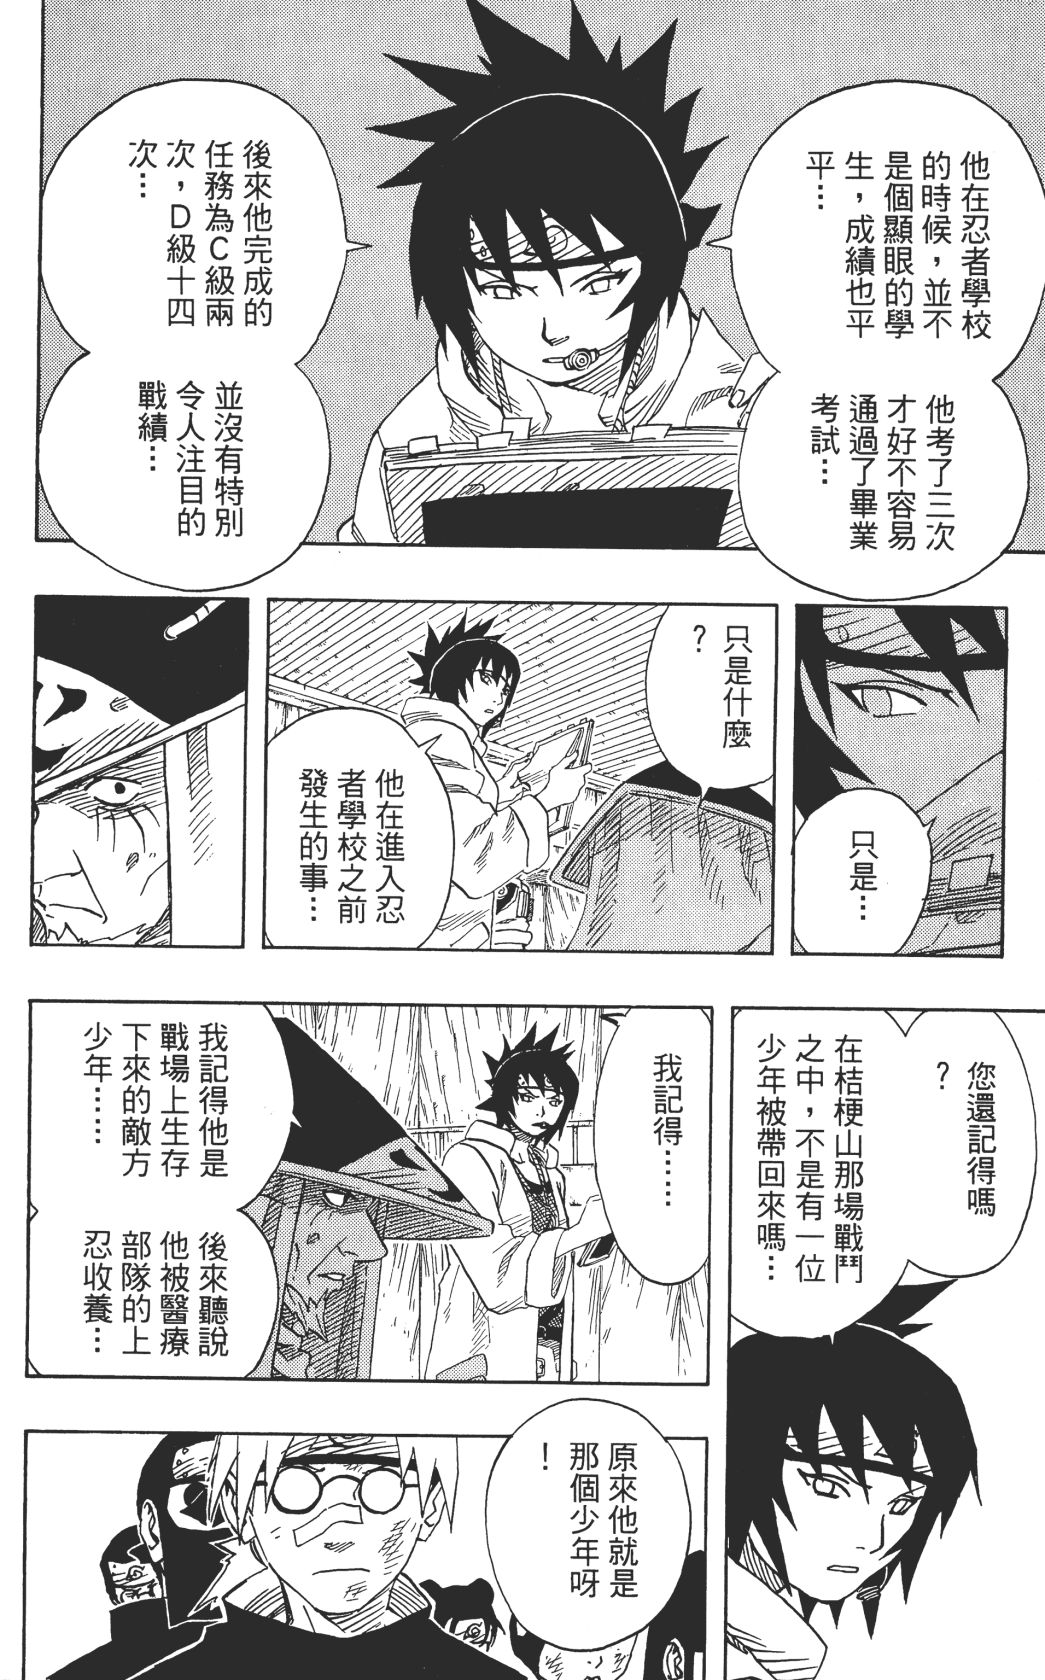 他在忍者學校
的時候，並不
是個顯眼的學
生，成績也平
平…
他考了三次
才好不容易
通過了畢業
考試…
後來他完成的
任務為C級兩
次，D級十四
次…
並沒有特別
令人注目的
戰績…
只是…
只是什麼
？
他在進入忍
者學校之前
發生的事…
您還記得嗎
？
在桔梗山那場戰鬥
之中，不是有一位
少年被帶回來嗎…
我記得……
我記得他是
戰場上生存
下來的敵方
少年……
後來聽說
他被醫療
部隊的上
忍收養…
原來他就是
那個少年呀
！